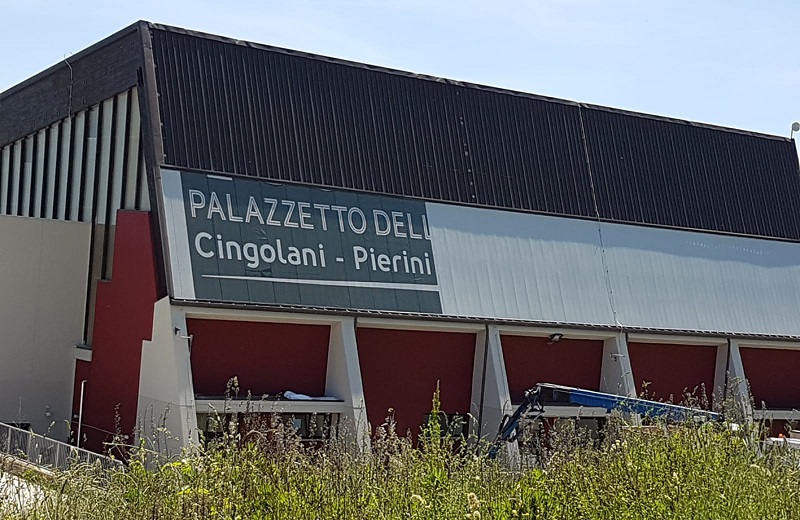 PALAZZETTO DELL
Cingolani - Pierini